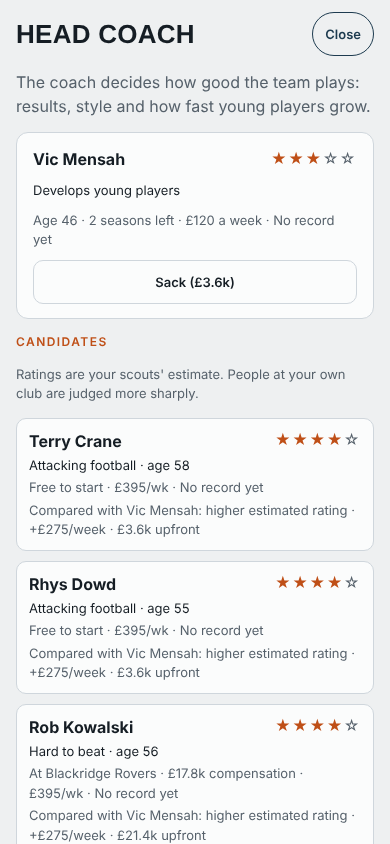 HEAD COACH
Close
The coach decides how good the team plays:
results, style and how fast young players grow.
Vic Mensah
★★★☆☆
Develops young players
Age 46 · 2 seasons left · £120 a week · No record
yet
Sack (£3.6k)
CANDIDATES
Ratings are your scouts' estimate. People at your own
club are judged more sharply.
Terry Crane
★★★★☆
Attacking football · age 58
Free to start · £395/wk · No record yet
Compared with Vic Mensah: higher estimated rating ·
+£275/week · £3.6k upfront
Rhys Dowd
★★★★☆
Attacking football · age 55
Free to start · £395/wk · No record yet
Compared with Vic Mensah: higher estimated rating ·
+£275/week · £3.6k upfront
Rob Kowalski
★★★★☆
Hard to beat · age 56
At Blackridge Rovers · £17.8k compensation ·
£395/wk · No record yet
Compared with Vic Mensah: higher estimated rating ·
+£275/week · £21.4k upfront